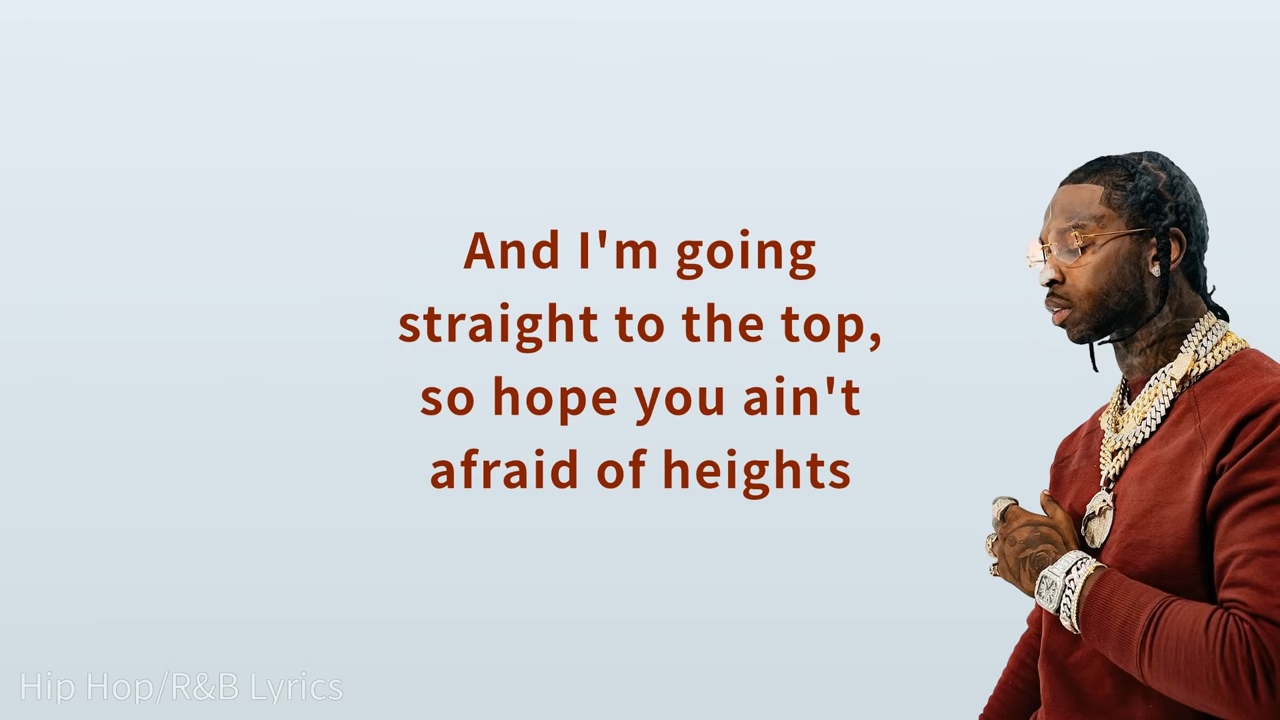 And I'm going
straight to the top,
so hope you ain't
afraid of heights
Hip Hop/R&B Lyrics